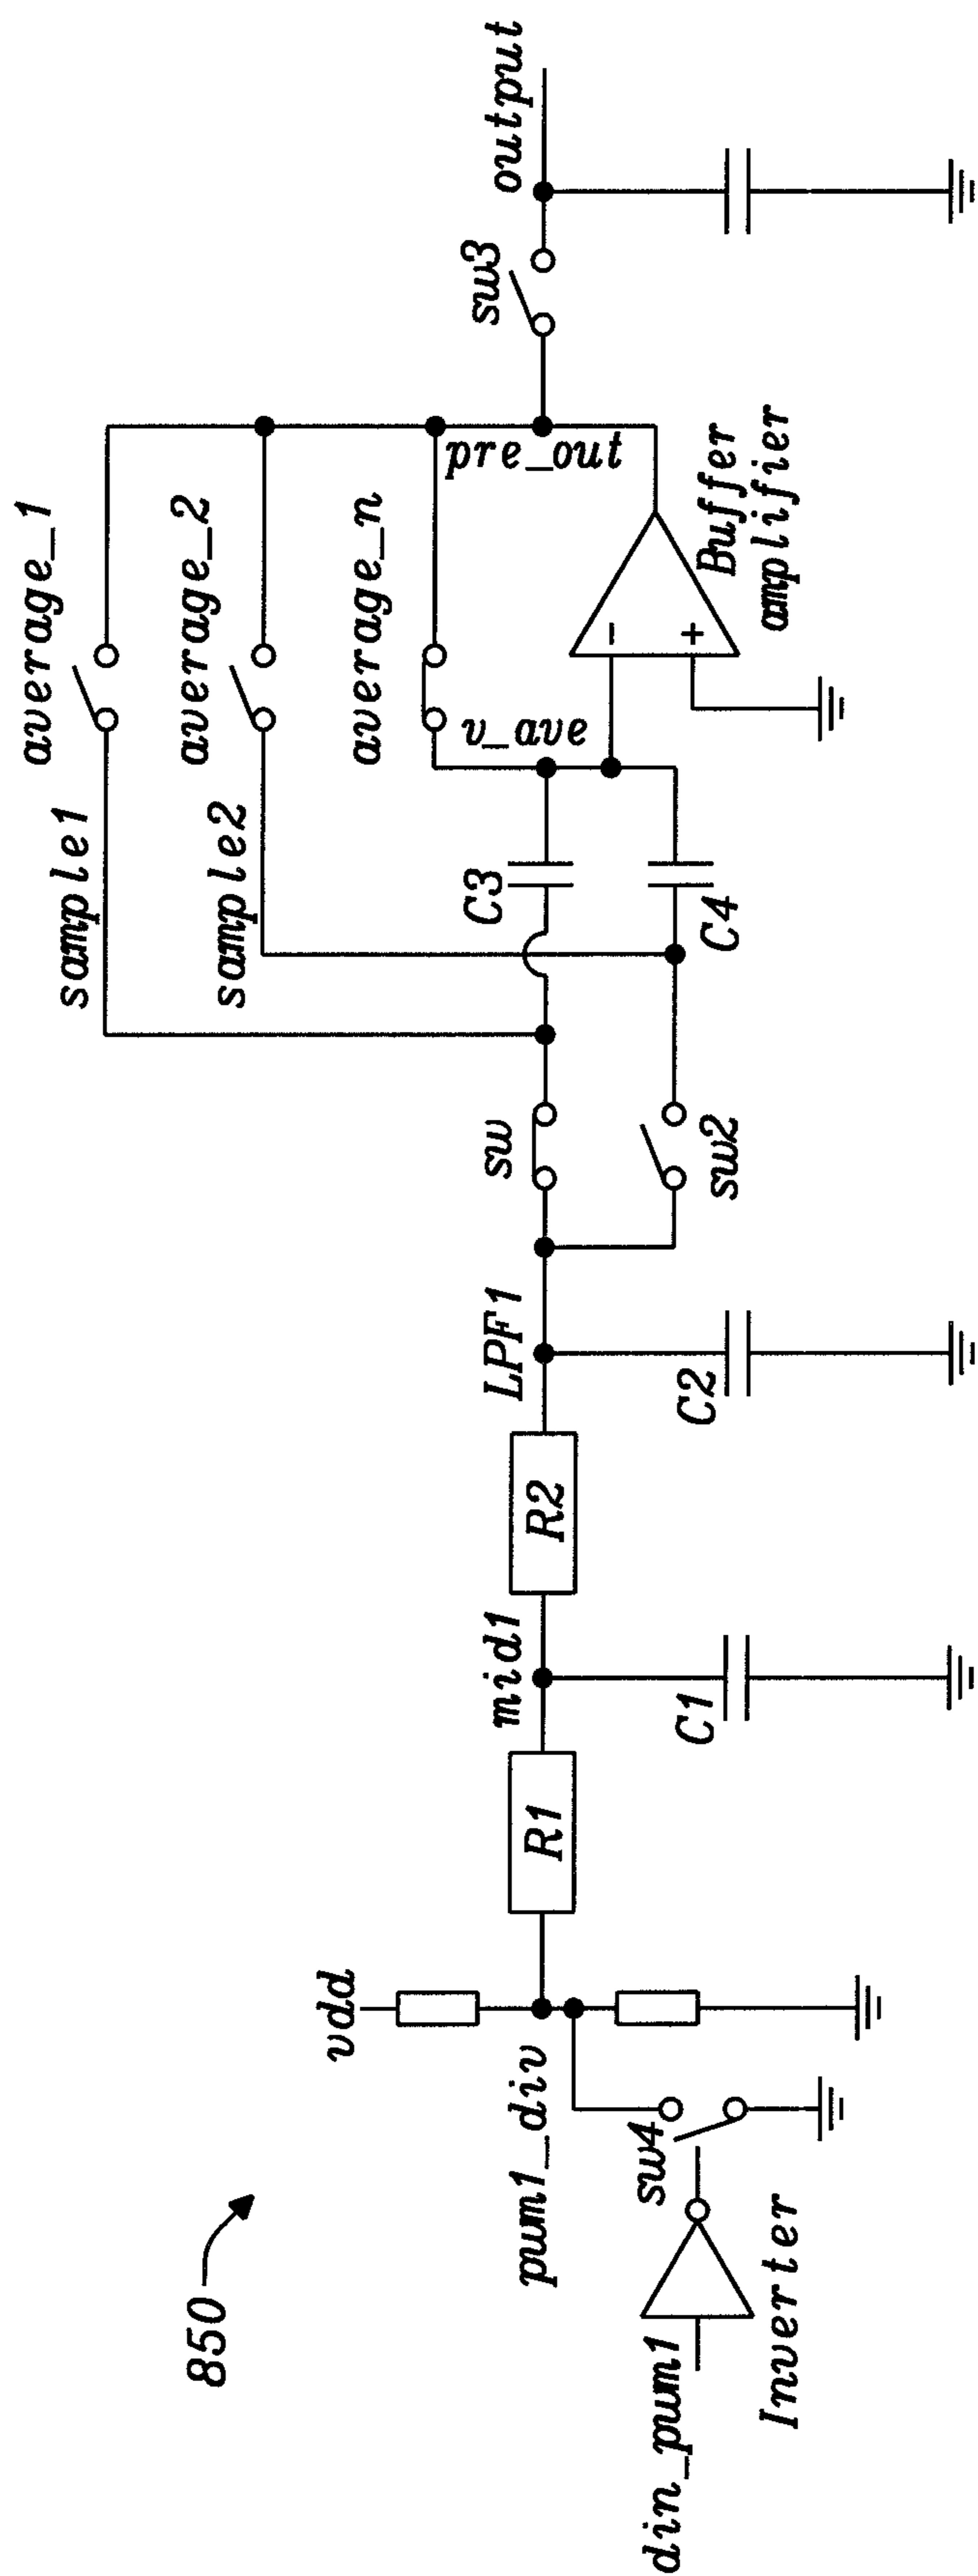 850
average_1
sample1
average_2
sample2
average_n
v_ave
pre_out
sw3
output
vdd
pwm1_div
R1
mid1
R2
LPF1
sw
C3
C4
sw2
C1
C2
sw4
din_pwm1
Inverter
-
+
Buffer
amplifier